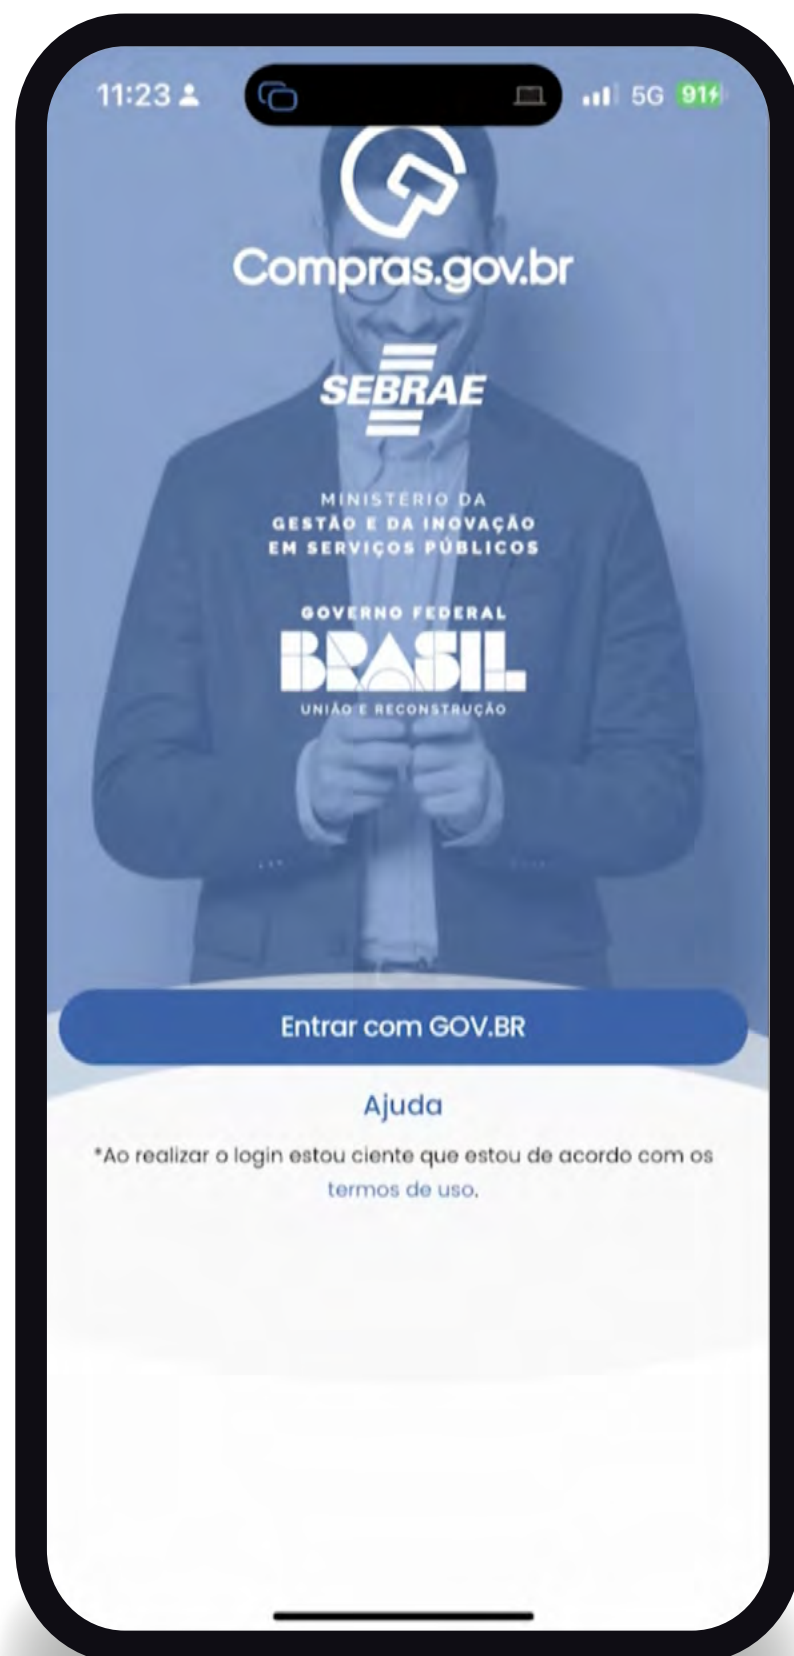 11:23
5G
91
Compras.gov.br
SEBRAE
MINISTÉRIO DA
GESTÃO E DA INOVAÇÃO
EM SERVIÇOS PÚBLICOS
GOVERNO FEDERAL
BRASIL
UNIÃO E RECONSTRUÇÃO
Entrar com GOV.BR
Ajuda
*Ao realizar o login estou ciente que estou de acordo com os
termos de uso.